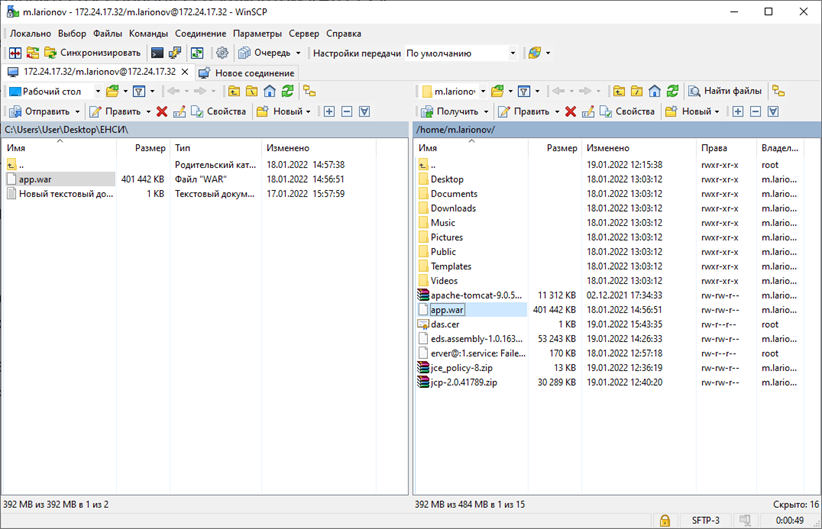 m.larionov - 172.24.17.32/m.larionov@172.24.17.32 - WinSCP
Локально Выбор Файлы Команды Соединение Параметры Сервер Справка
Синхронизировать Очередь Настройки передачи По умолчанию
172.24.17.32/m.larionov@172.24.17.32 Новое соединение
Рабочий стол m.larionov Найти файлы
Отправить Править Свойства Новый Получить Править Свойства Новый
C:\Users\User\Desktop\ЕНСИ\ /home/m.larionov/
Имя Размер Тип Изменено
.. Родительский кат... 18.01.2022 14:57:38
app.war 401 442 KB Файл "WAR" 18.01.2022 14:56:51
Новый текстовый до... 1 KB Текстовый докум... 17.01.2022 15:57:59
Имя Размер Изменено Права Владел...
.. 19.01.2022 12:15:38 rwxr-xr-x root
Desktop 18.01.2022 13:03:12 rwxr-xr-x m.lario...
Documents 18.01.2022 13:03:12 rwxr-xr-x m.lario...
Downloads 18.01.2022 13:03:12 rwxr-xr-x m.lario...
Music 18.01.2022 13:03:12 rwxr-xr-x m.lario...
Pictures 18.01.2022 13:03:12 rwxr-xr-x m.lario...
Public 18.01.2022 13:03:12 rwxr-xr-x m.lario...
Templates 18.01.2022 13:03:12 rwxr-xr-x m.lario...
Videos 18.01.2022 13:03:12 rwxr-xr-x m.lario...
apache-tomcat-9.0.5... 11 312 KB 02.12.2021 17:34:33 rw-rw-r-- m.lario...
app.war 401 442 KB 18.01.2022 14:56:51 rw-rw-r-- m.lario...
das.cer 1 KB 19.01.2022 15:43:35 rw-r--r-- root
eds.assembly-1.0.163... 53 243 KB 19.01.2022 14:26:33 rw-rw-r-- m.lario...
erver@:1.service: Faile... 170 KB 18.01.2022 12:57:18 rw-r--r-- root
jce_policy-8.zip 13 KB 19.01.2022 12:36:19 rw-rw-r-- m.lario...
jcp-2.0.41789.zip 30 289 KB 19.01.2022 12:40:20 rw-rw-r-- m.lario...
392 MB из 392 MB в 1 из 2 392 MB из 484 MB в 1 из 15 Скрыто: 16
SFTP-3 0:00:49